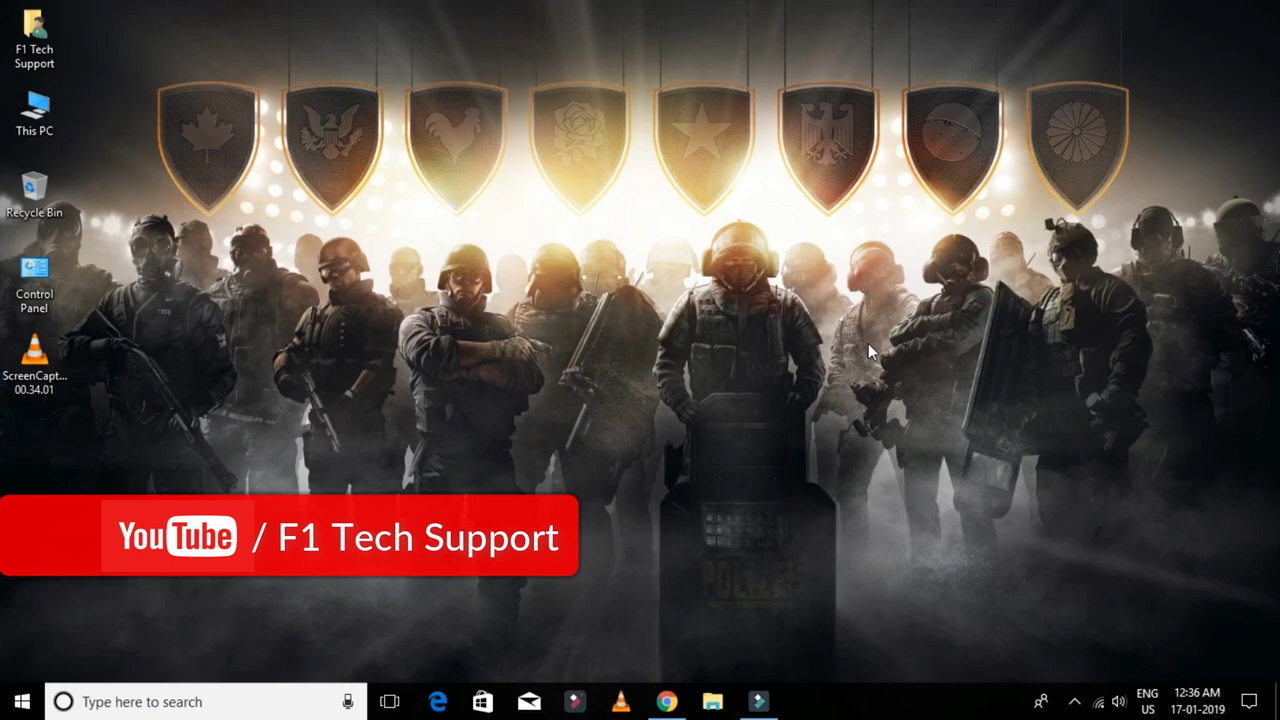 F1 Tech
Support
This PC
Recycle Bin
Control
Panel
ScreenCapt...
00.34.01
YouTube / F1 Tech Support
Type here to search
ENG
US
12:36 AM
17-01-2019